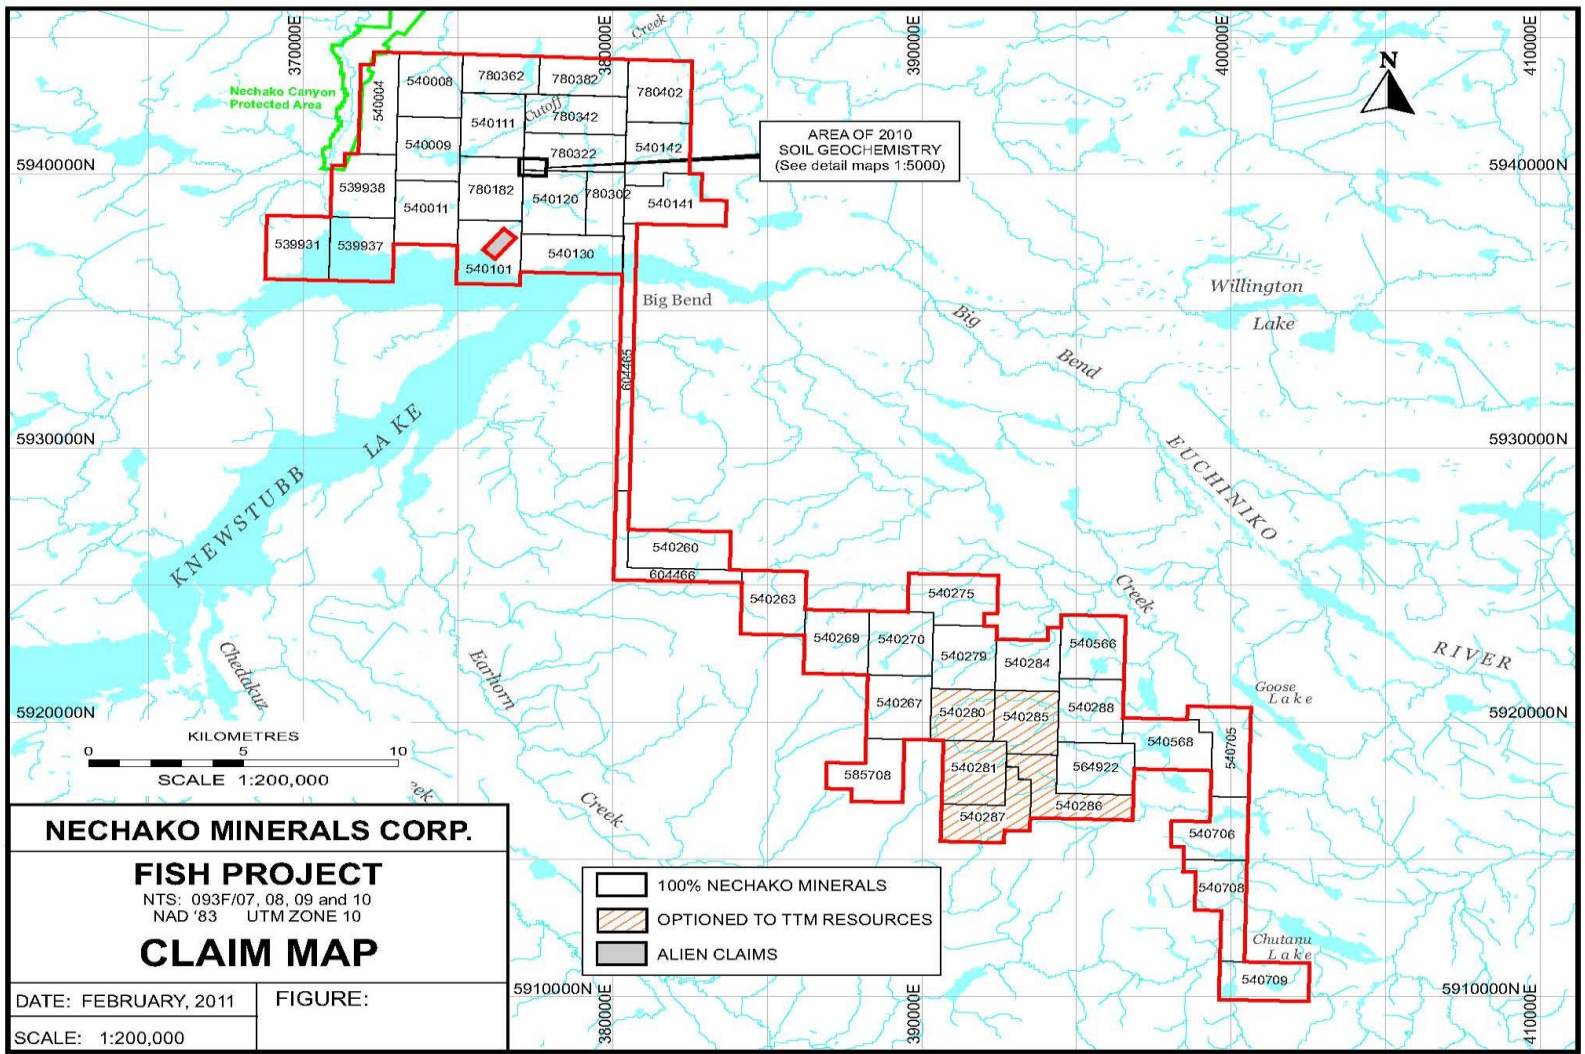 370000E
380000E
390000E
400000E
410000E
Creek
N
Nechako Canyon
Protected Area
540004
540008
780362
780382
780402
Cutoff
540111
780342
540009
780322
540142
AREA OF 2010
SOIL GEOCHEMISTRY
(See detail maps 1:5000)
5940000N
5940000N
539938
540011
780182
540120
780302
540141
539931
539937
540101
540130
Big Bend
604465
Willington
Lake
Big
Bend
Creek
KNEWSTUBB LAKE
5930000N
5930000N
EUCHINIKO
RIVER
540260
604466
540263
540275
540269
540270
540279
540284
540566
540267
540280
540285
540288
Goose
Lake
5920000N
5920000N
540568
540705
585708
540281
564922
540286
540287
540706
540708
Chutanu
Lake
540709
Chedakuz
Earhorn
Creek
eek
KILOMETRES
0 5 10
SCALE 1:200,000
NECHAKO MINERALS CORP.
FISH PROJECT
NTS: 093F/07, 08, 09 and 10
NAD '83 UTM ZONE 10
CLAIM MAP
DATE: FEBRUARY, 2011
FIGURE:
SCALE: 1:200,000
100% NECHAKO MINERALS
OPTIONED TO TTM RESOURCES
ALIEN CLAIMS
5910000N
5910000N
380000E
390000E
400000E
410000E